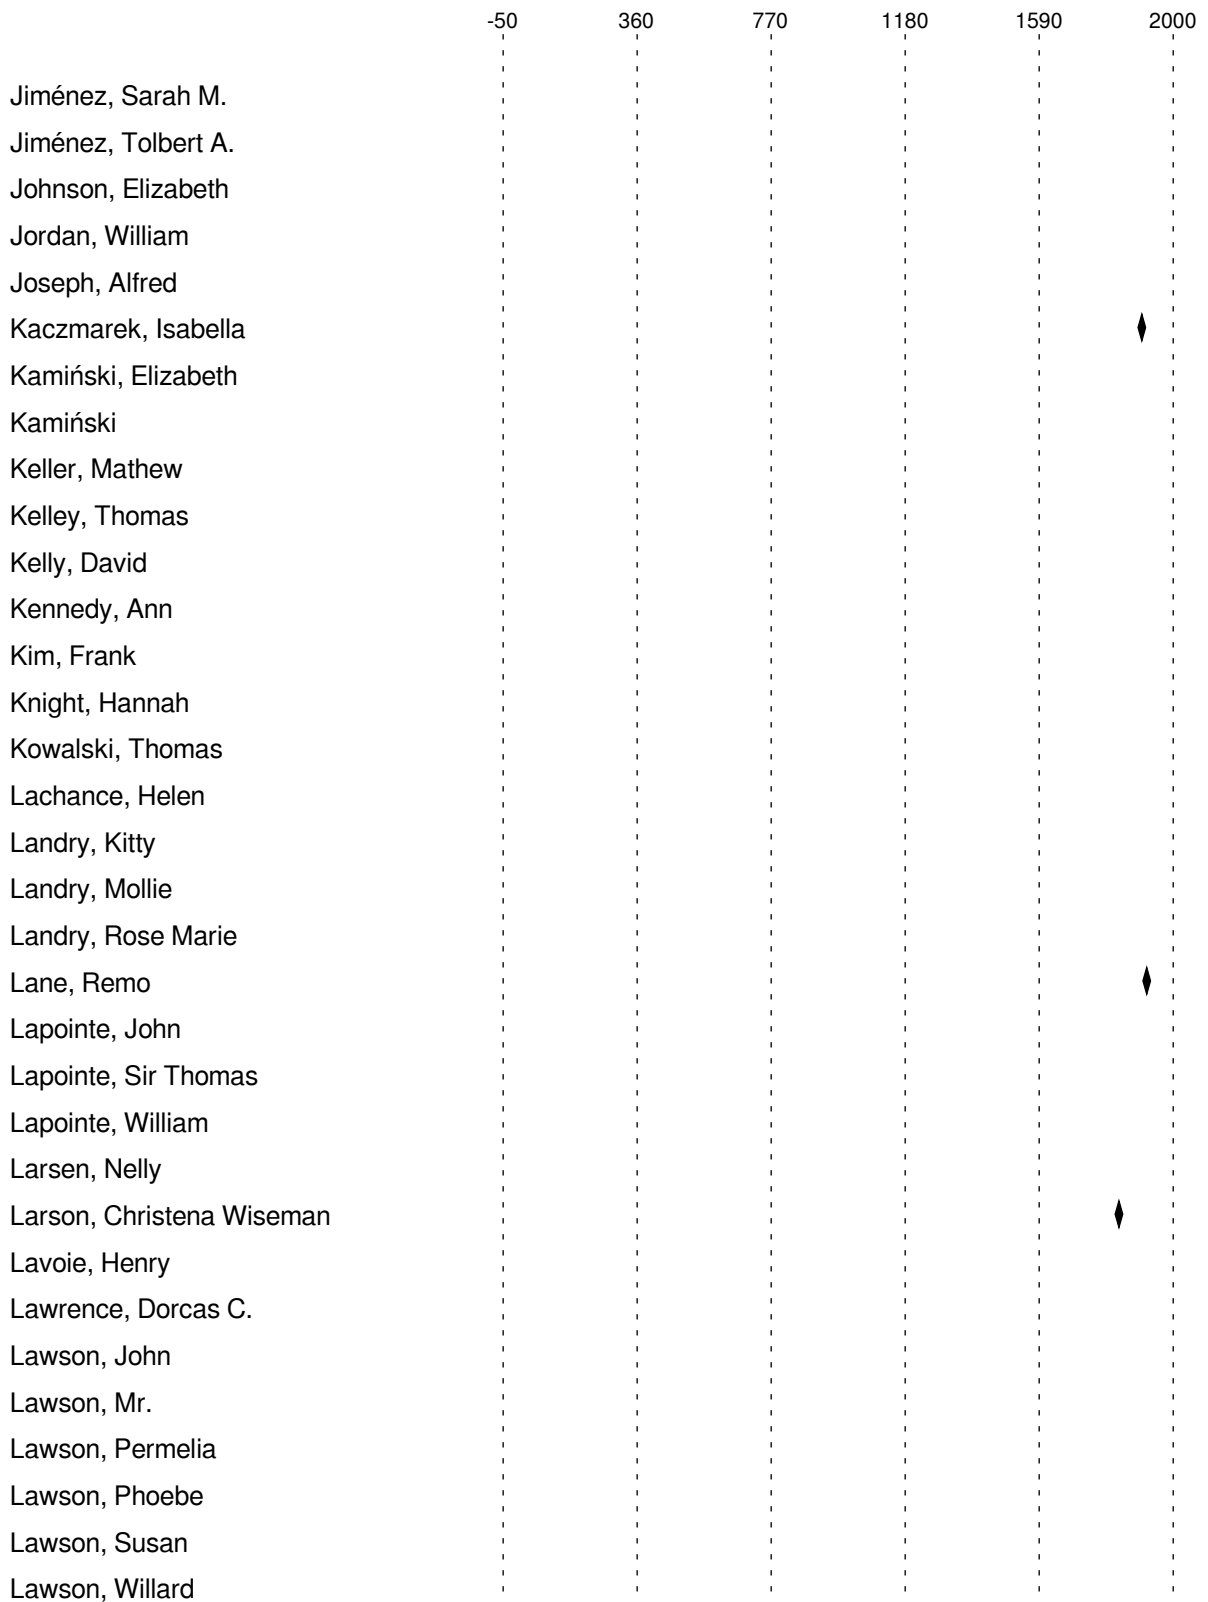 -50 360 770 1180 1590 2000
Jiménez, Sarah M.
Jiménez, Tolbert A.
Johnson, Elizabeth
Jordan, William
Joseph, Alfred
Kaczmarek, Isabella
Kamiński, Elizabeth
Kamiński
Keller, Mathew
Kelley, Thomas
Kelly, David
Kennedy, Ann
Kim, Frank
Knight, Hannah
Kowalski, Thomas
Lachance, Helen
Landry, Kitty
Landry, Mollie
Landry, Rose Marie
Lane, Remo
Lapointe, John
Lapointe, Sir Thomas
Lapointe, William
Larsen, Nelly
Larson, Christena Wiseman
Lavoie, Henry
Lawrence, Dorcas C.
Lawson, John
Lawson, Mr.
Lawson, Permelia
Lawson, Phoebe
Lawson, Susan
Lawson, Willard